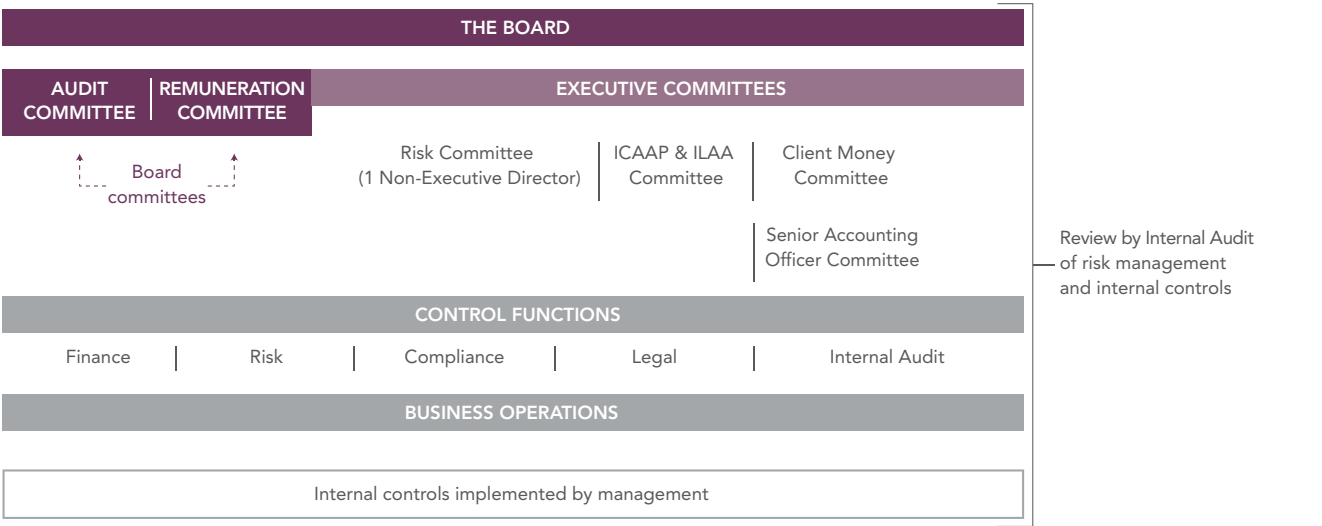 THE BOARD
AUDIT
COMMITTEE
REMUNERATION
COMMITTEE
EXECUTIVE COMMITTEES
Board
committees
Risk Committee
(1 Non-Executive Director)
ICAAP & ILAA
Committee
Client Money
Committee
Senior Accounting
Officer Committee
Review by Internal Audit
of risk management
and internal controls
CONTROL FUNCTIONS
Finance
Risk
Compliance
Legal
Internal Audit
BUSINESS OPERATIONS
Internal controls implemented by management